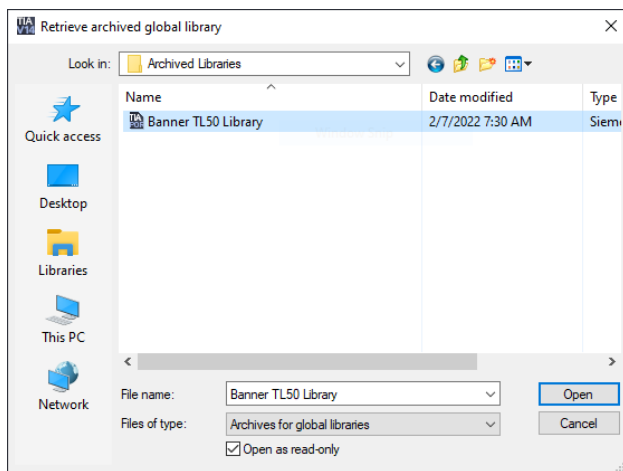 Retrieve archived global library
Look in: Archived Libraries
Name Date modified Type
Banner TL50 Library 2/7/2022 7:30 AM Sieme
Quick access
Desktop
Libraries
This PC
Network
File name: Banner TL50 Library Open
Files of type: Archives for global libraries Cancel
Open as read-only